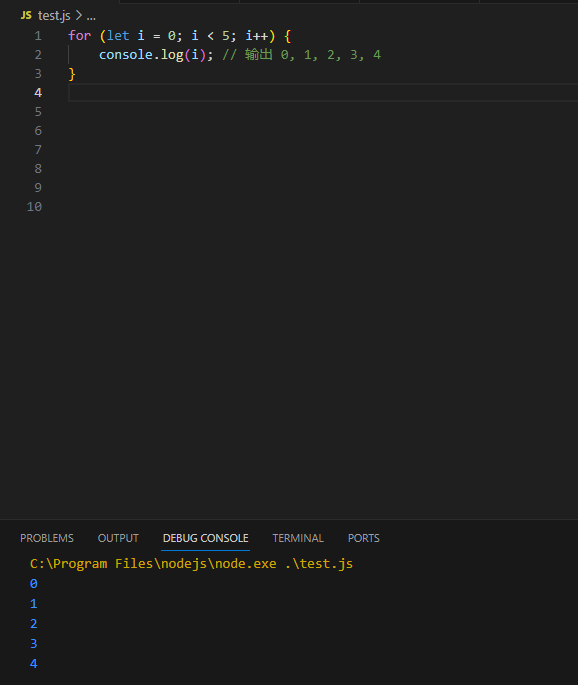 JS test.js > ...
1 for (let i = 0; i < 5; i++) {
2 console.log(i); // 输出 0, 1, 2, 3, 4
3 }
4
5
6
7
8
9
10
PROBLEMS OUTPUT DEBUG CONSOLE TERMINAL PORTS
C:\Program Files\nodejs\node.exe .\test.js
0
1
2
3
4